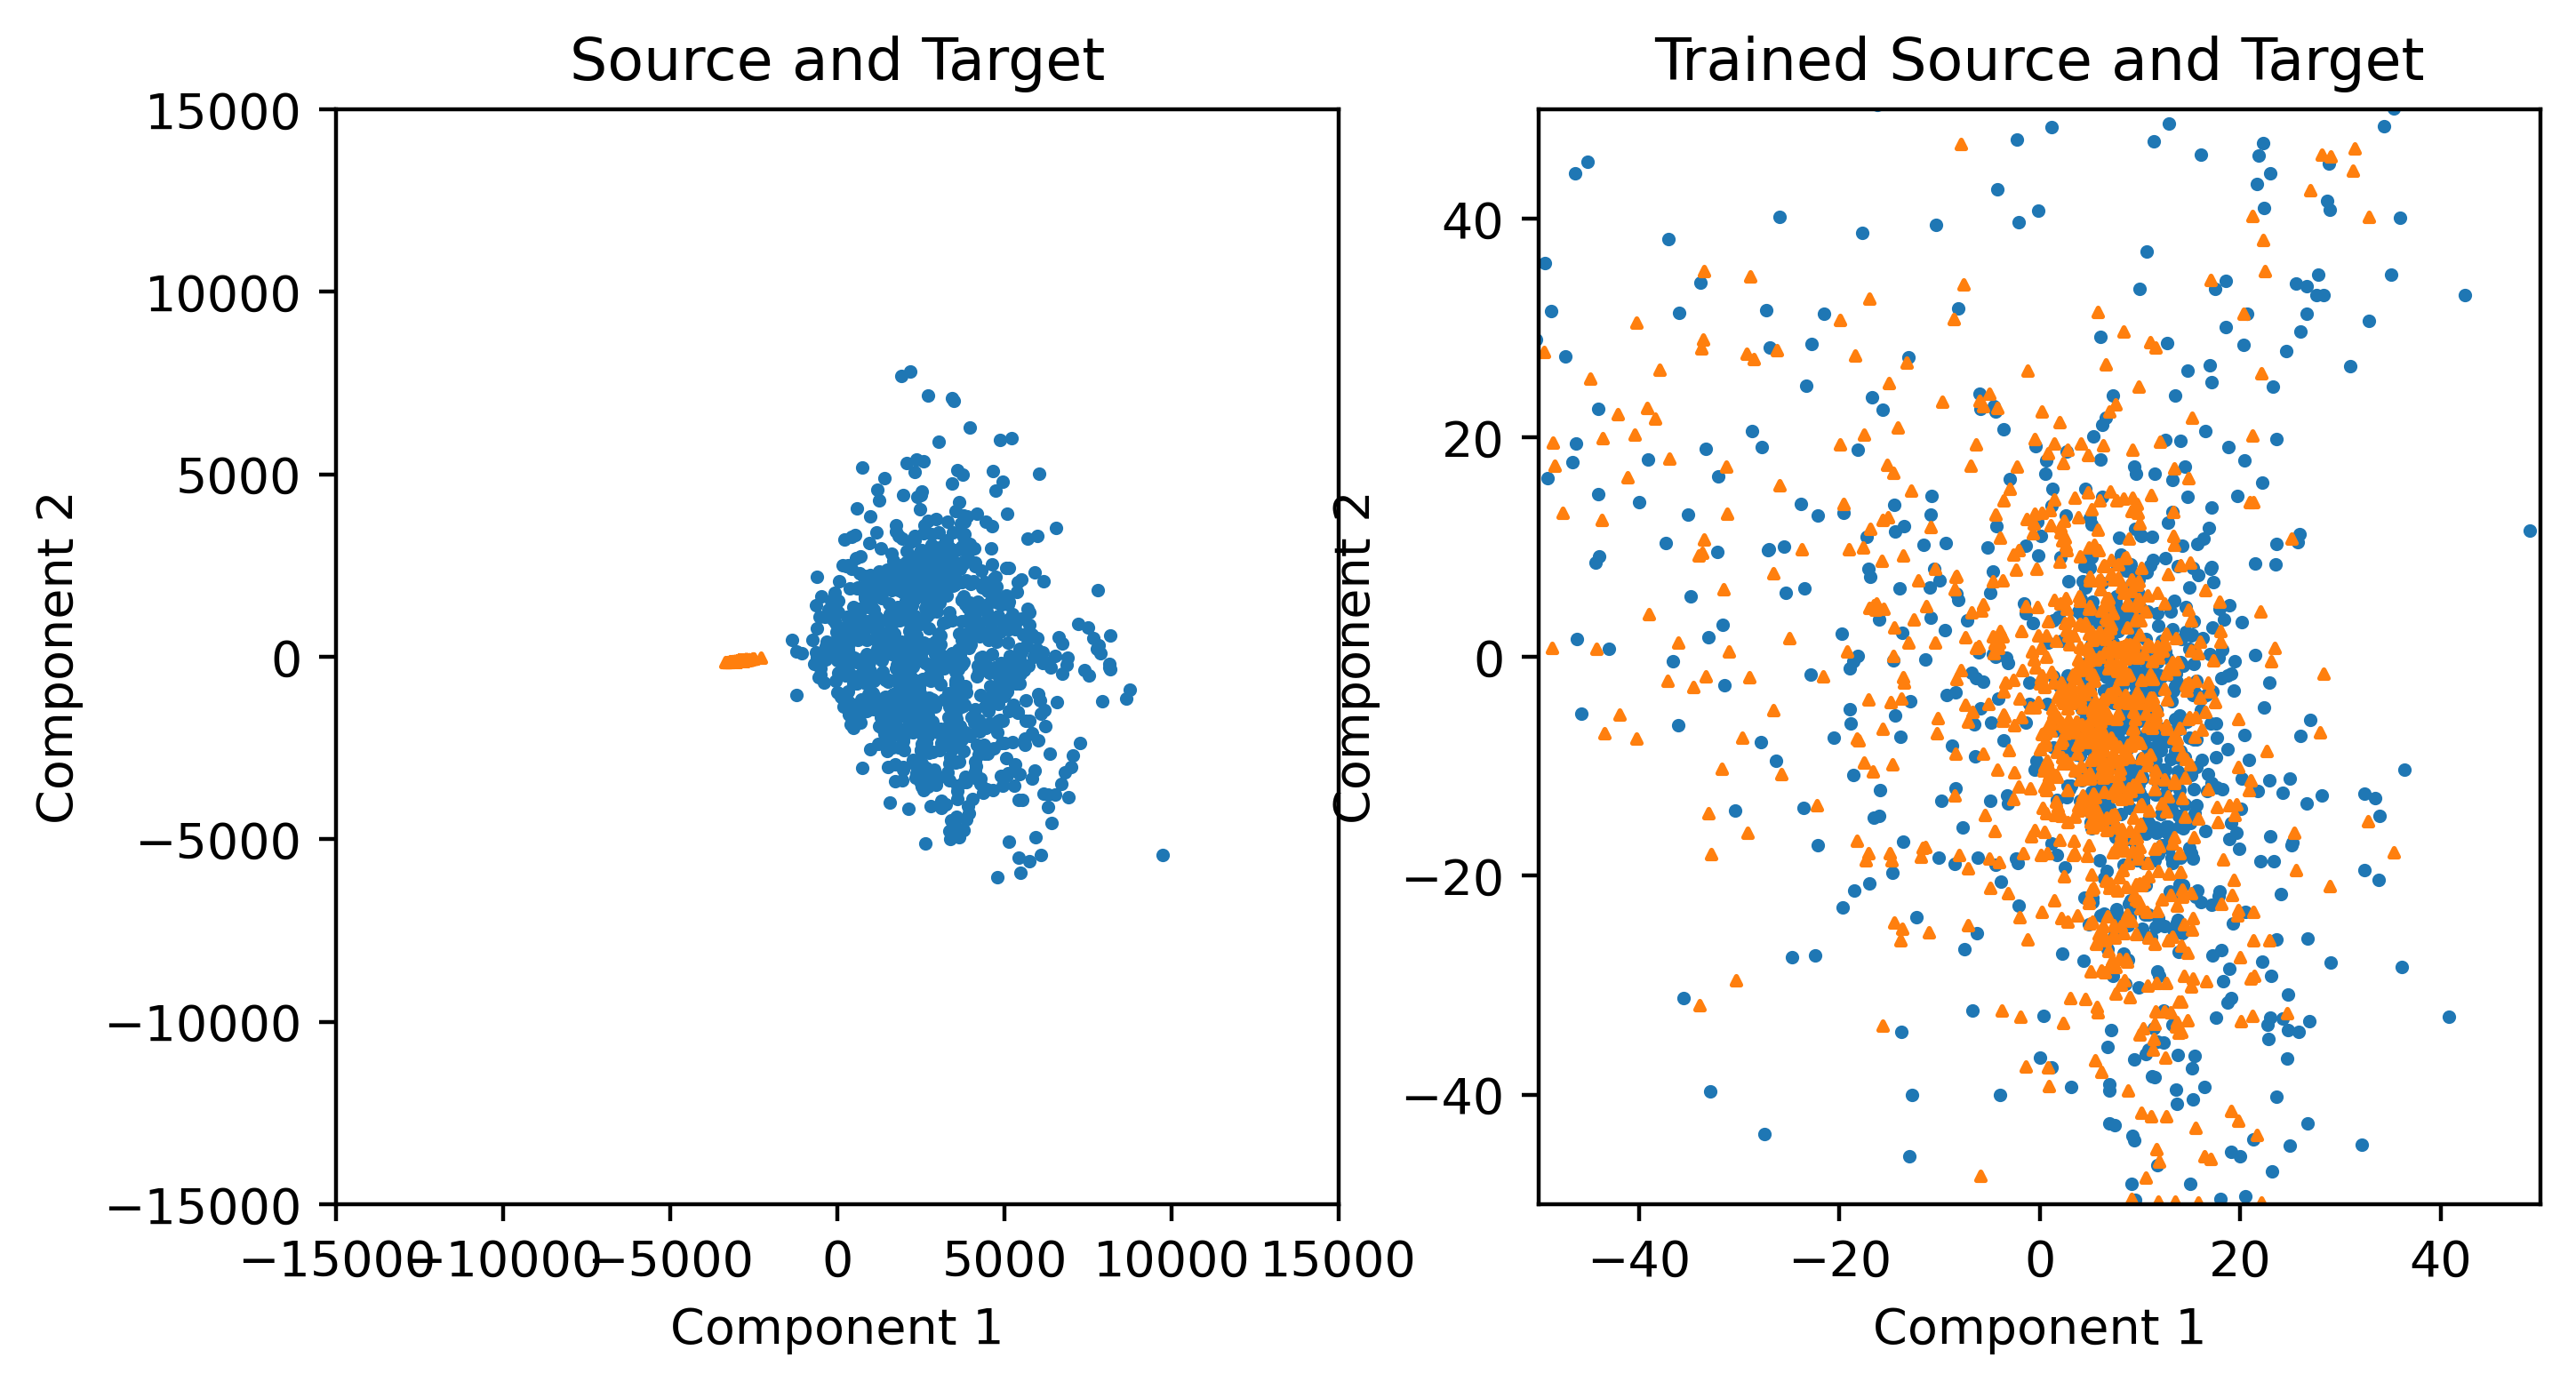 Source and Target
Trained Source and Target
15000
10000
5000
0
−5000
−10000
−15000
Component 2
−15000 −10000 −5000 0 5000 10000 15000
Component 1
40
20
0
−20
−40
Component 2
−40 −20 0 20 40
Component 1